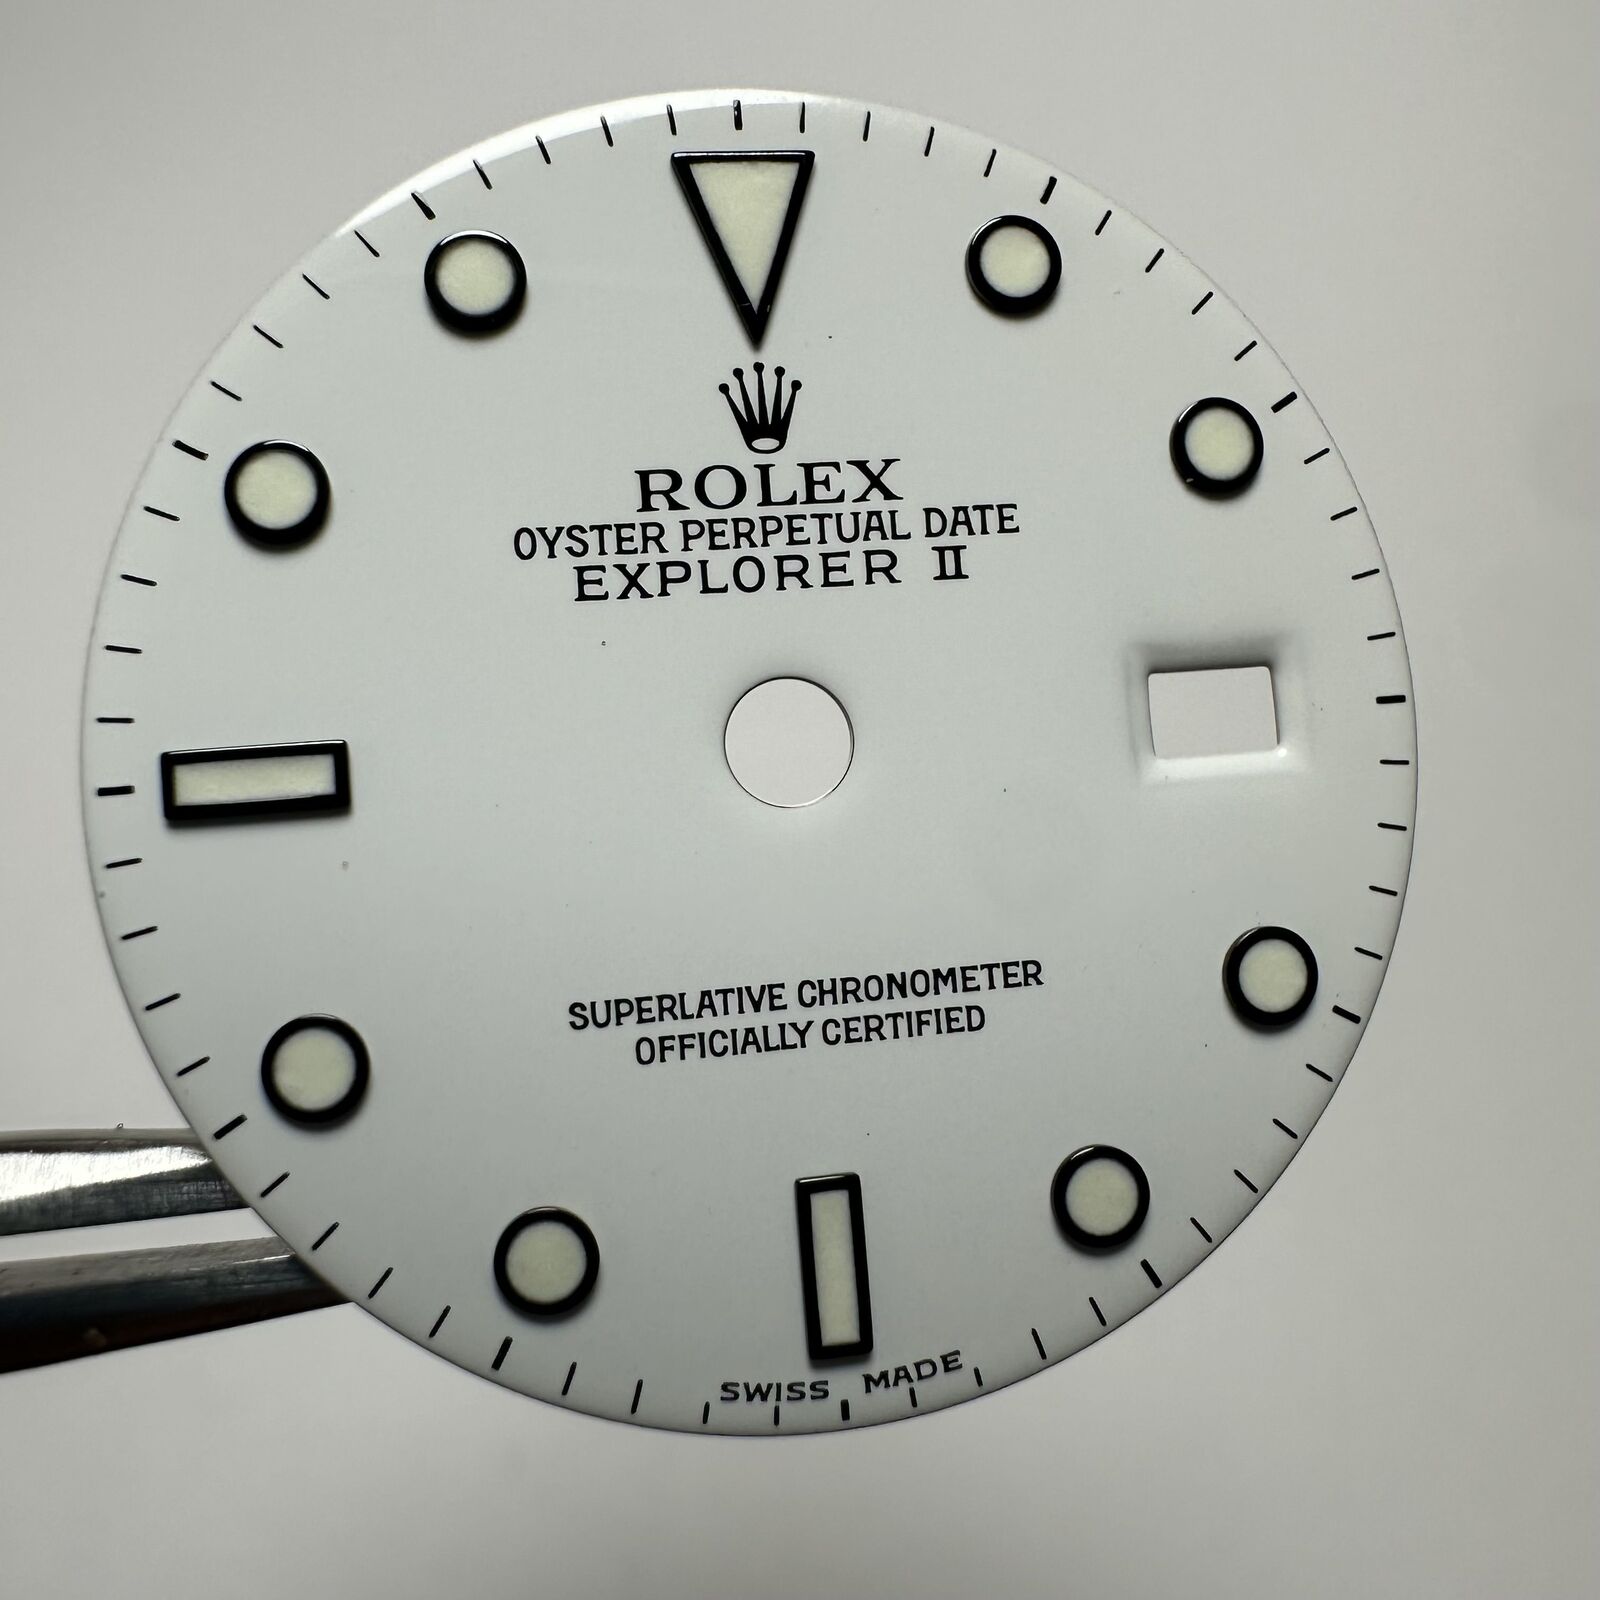 ROLEX
OYSTER PERPETUAL DATE
EXPLORER II
SUPERLATIVE CHRONOMETER
OFFICIALLY CERTIFIED
SWISS MADE